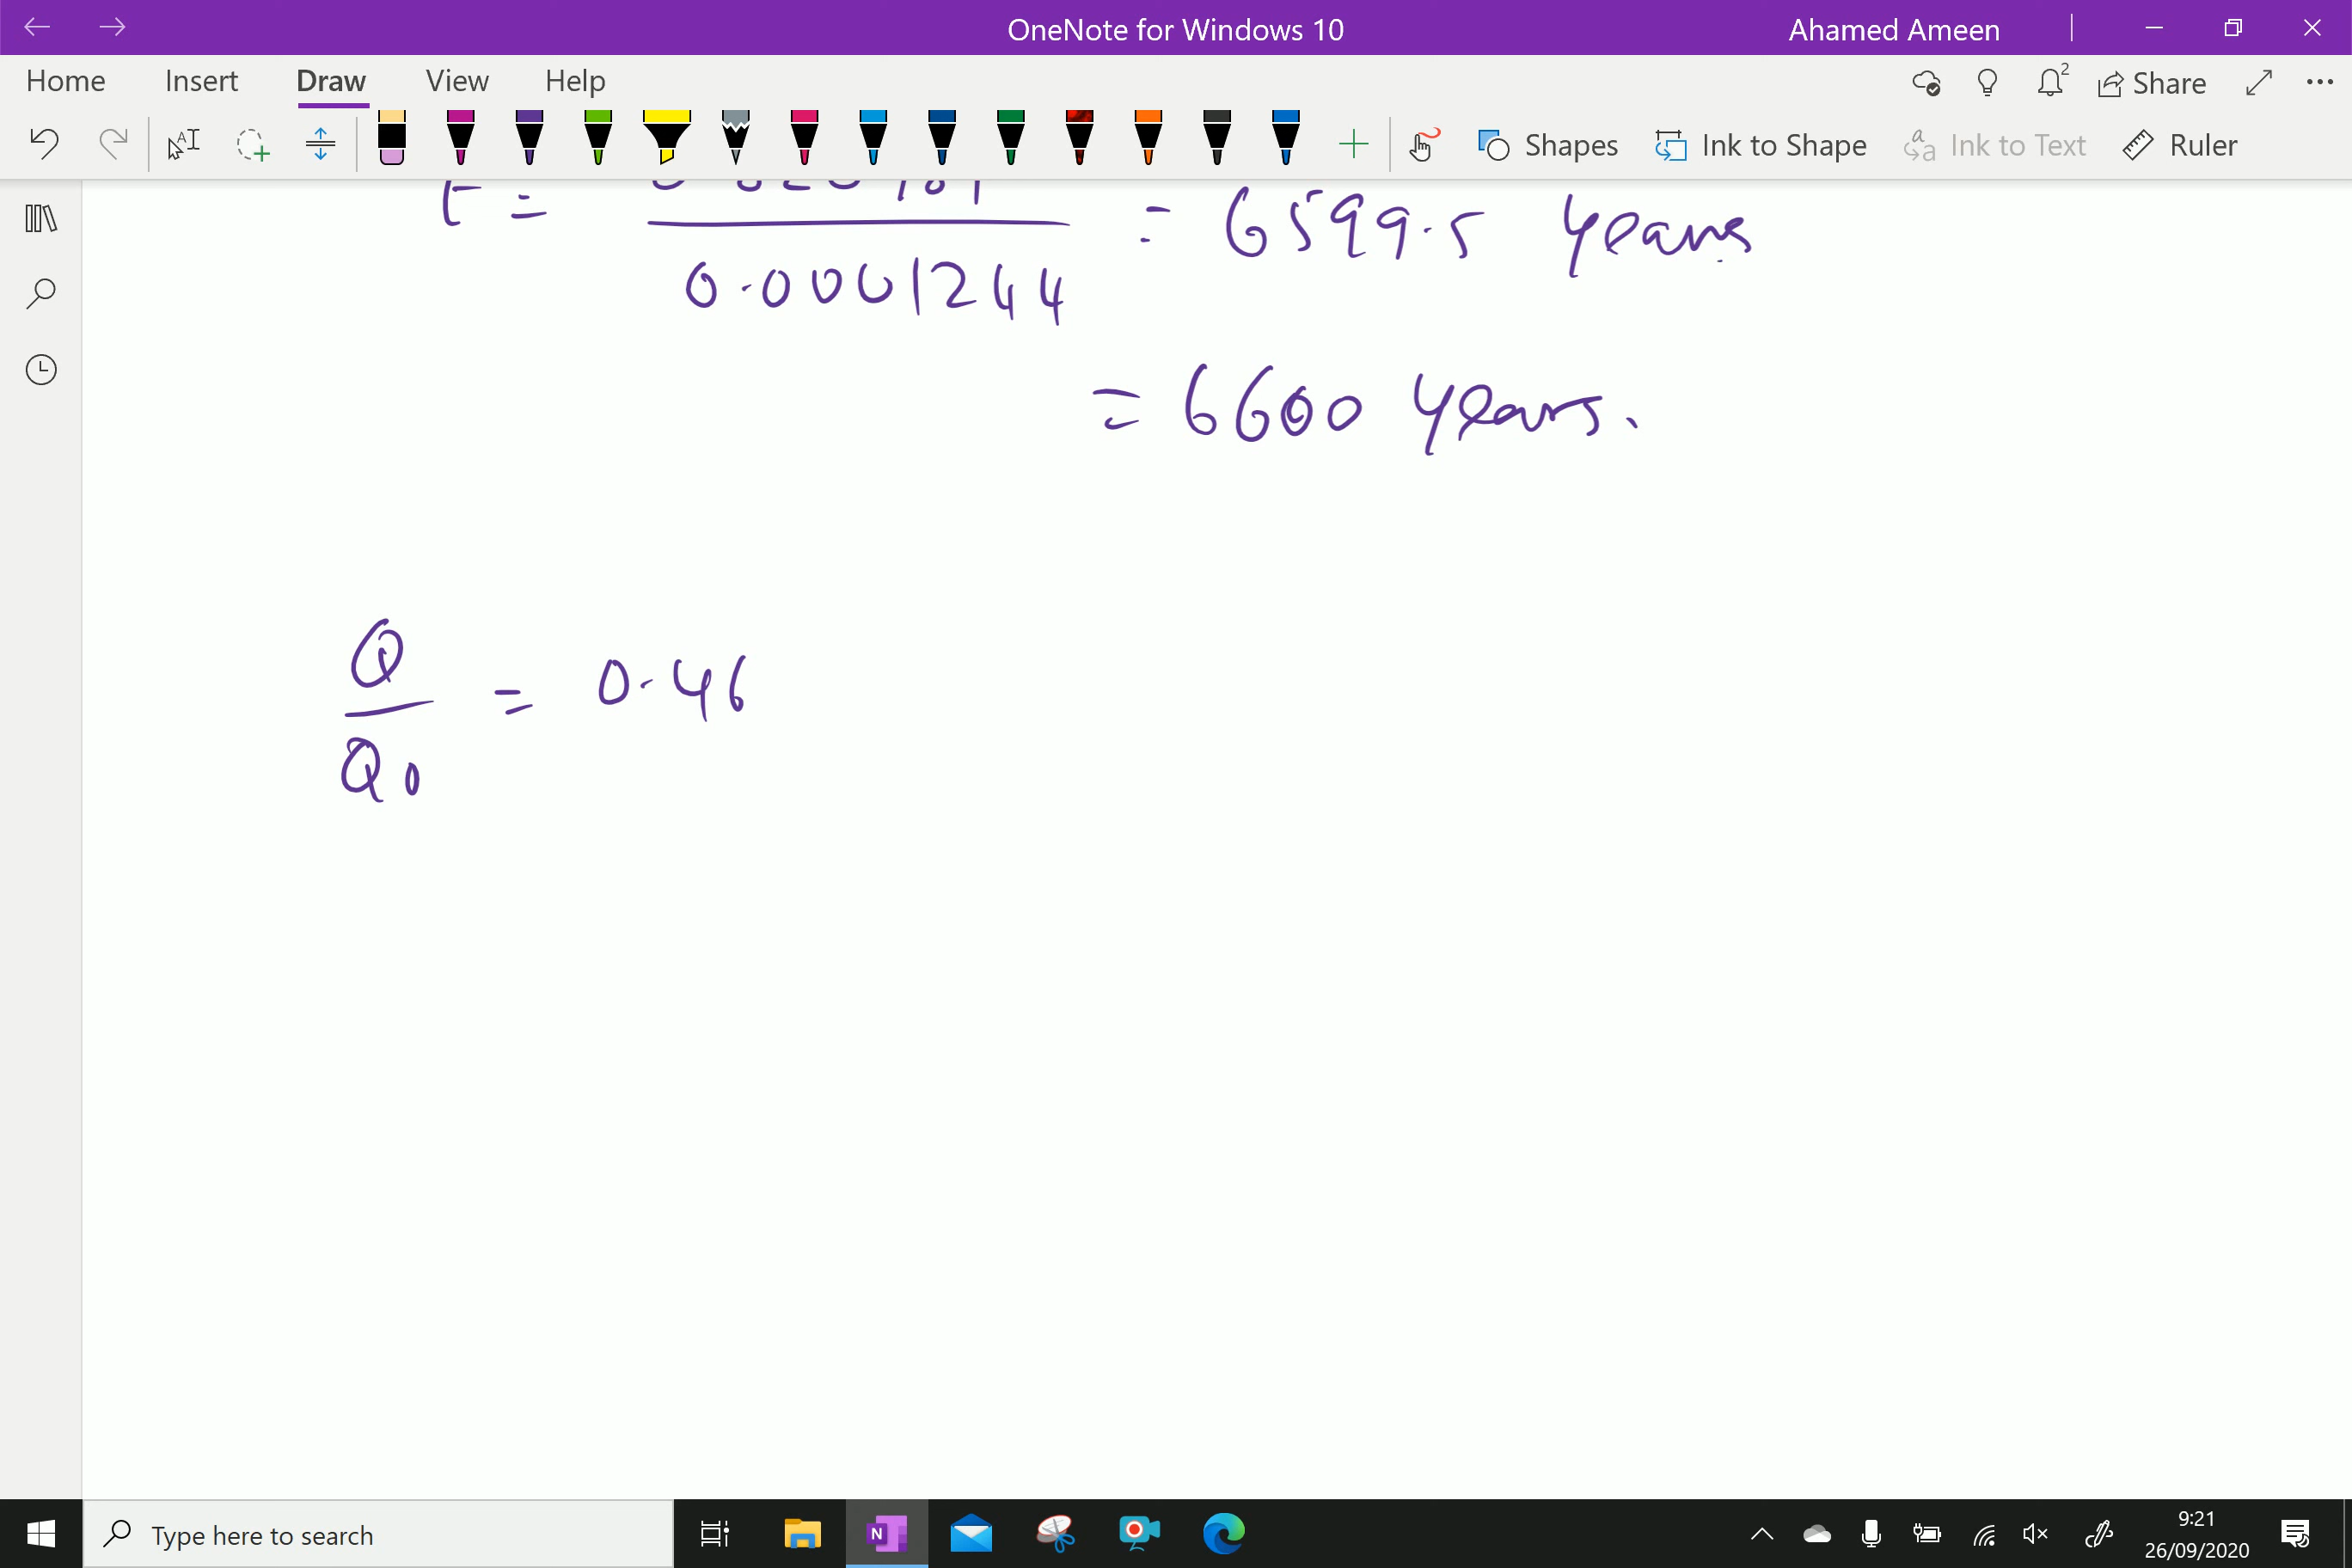 OneNote for Windows 10 Ahamed Ameen
Home Insert Draw View Help 2 Share
AI Shapes Ink to Shape a a Ink to Text Ruler
t =
0.0001244 = 6599.5 years
= 6600 years.
Q
Q0 = 0.46
Type here to search N 9:21
26/09/2020